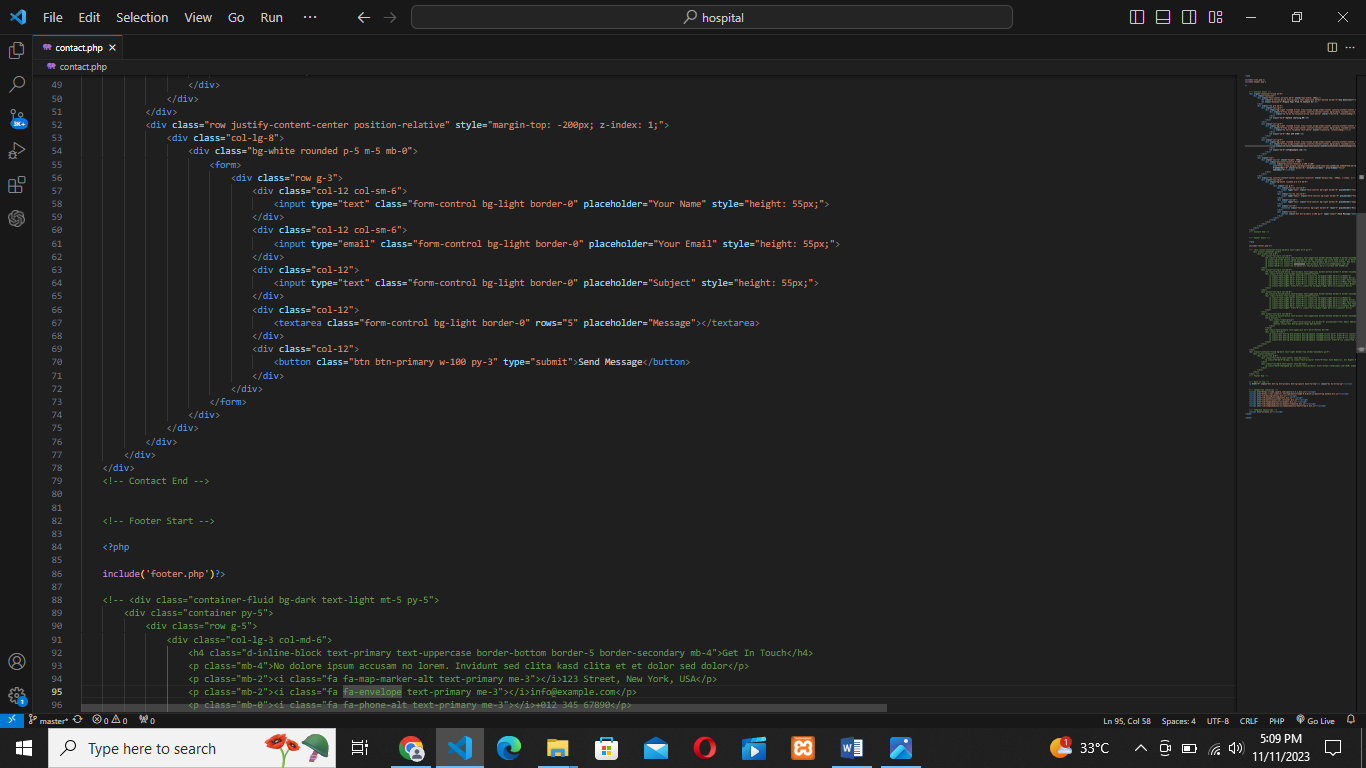 File Edit Selection View Go Run ··· hospital
contact.php
contact.php
49 </div>
50 </div>
51 </div>
52 <div class="row justify-content-center position-relative" style="margin-top: -200px; z-index: 1;">
53 <div class="col-lg-8">
54 <div class="bg-white rounded p-5 m-5 mb-0">
55 <form>
56 <div class="row g-3">
57 <div class="col-12 col-sm-6">
58 <input type="text" class="form-control bg-light border-0" placeholder="Your Name" style="height: 55px;">
59 </div>
60 <div class="col-12 col-sm-6">
61 <input type="email" class="form-control bg-light border-0" placeholder="Your Email" style="height: 55px;">
62 </div>
63 <div class="col-12">
64 <input type="text" class="form-control bg-light border-0" placeholder="Subject" style="height: 55px;">
65 </div>
66 <div class="col-12">
67 <textarea class="form-control bg-light border-0" rows="5" placeholder="Message"></textarea>
68 </div>
69 <div class="col-12">
70 <button class="btn btn-primary w-100 py-3" type="submit">Send Message</button>
71 </div>
72 </div>
73 </form>
74 </div>
75 </div>
76 </div>
77 </div>
78 </div>
79 <!-- Contact End -->
80
81
82 <!-- Footer Start -->
83
84 <?php
85
86 include('footer.php')?>
87
88 <!-- <div class="container-fluid bg-dark text-light mt-5 py-5">
89 <div class="container py-5">
90 <div class="row g-5">
91 <div class="col-lg-3 col-md-6">
92 <h4 class="d-inline-block text-primary text-uppercase border-bottom border-5 border-secondary mb-4">Get In Touch</h4>
93 <p class="mb-4">No dolore ipsum accusam no lorem. Invidunt sed clita kasd clita et et dolor sed dolor</p>
94 <p class="mb-2"><i class="fa fa-map-marker-alt text-primary me-3"></i>123 Street, New York, USA</p>
95 <p class="mb-2"><i class="fa fa-envelope text-primary me-3"></i>info@example.com</p>
96 <p class="mb-0"><i class="fa fa-phone-alt text-primary me-3"></i>+012 345 67890</p>
3K+
1
master* 0 0 0 Ln 95, Col 58 Spaces: 4 UTF-8 CRLF PHP Go Live
Type here to search 1 33°C 5:09 PM
11/11/2023